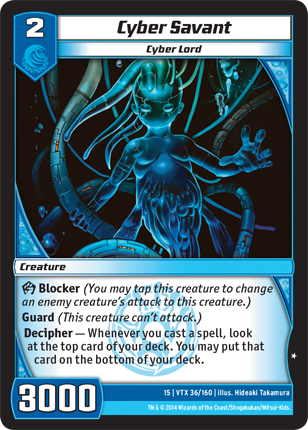 2
Cyber Savant
Cyber Lord
Creature
Blocker (You may tap this creature to change
an enemy creature's attack to this creature.)
Guard (This creature can't attack.)
Decipher — Whenever you cast a spell, look
at the top card of your deck. You may put that
card on the bottom of your deck.
3000
15 | VTX 36/160 | illus. Hideaki Takamura
TM & © 2014 Wizards of the Coast/Shogakukan/Mitsui-Kids.